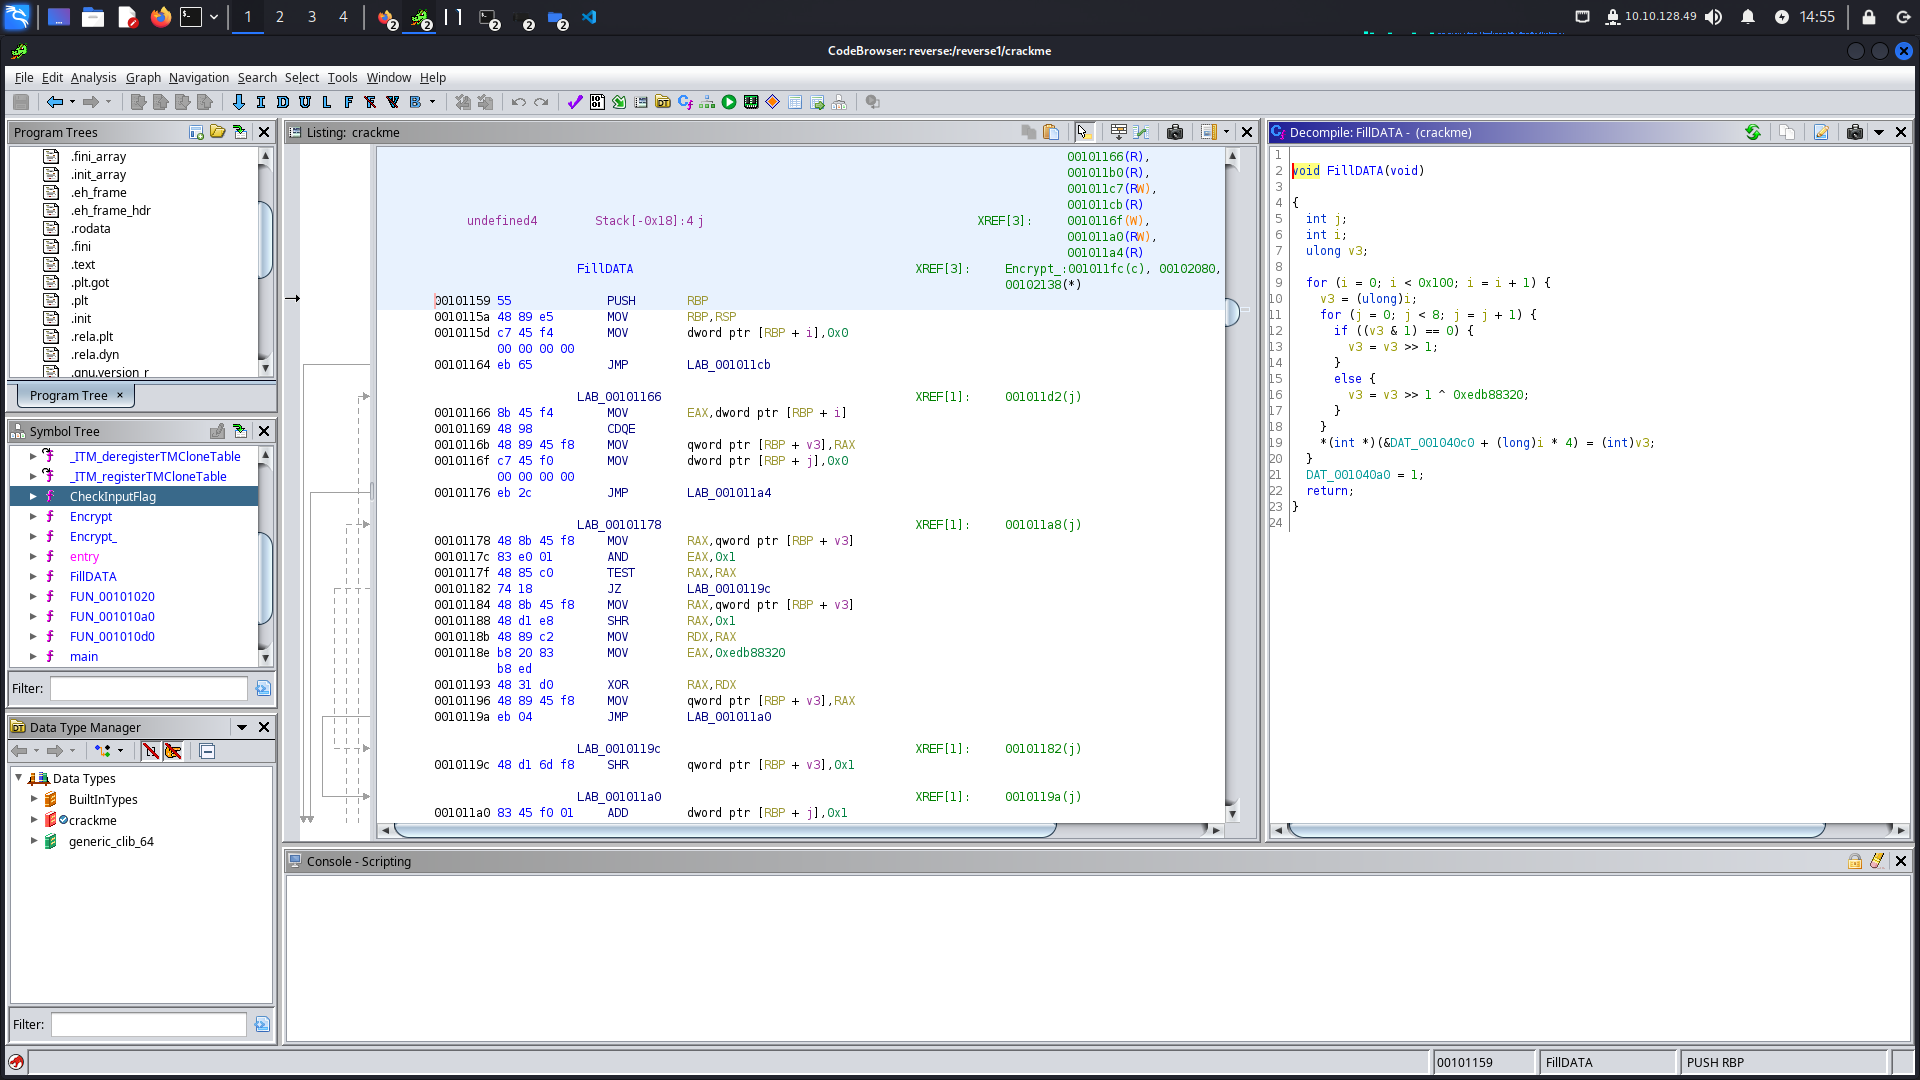 1 2 3 4 2 2 2 2 2 10.10.128.49 14:55
CodeBrowser: reverse:/reverse1/crackme
File Edit Analysis Graph Navigation Search Select Tools Window Help
I D U L F F V B
Program Trees
.fini_array
.init_array
.eh_frame
.eh_frame_hdr
.rodata
.fini
.text
.plt.got
.plt
.init
.rela.plt
.rela.dyn
.gnu.version_r
Program Tree ×
Symbol Tree
_ITM_deregisterTMCloneTable
_ITM_registerTMCloneTable
CheckInputFlag
Encrypt
Encrypt_
entry
FillDATA
FUN_00101020
FUN_001010a0
FUN_001010d0
main
Filter:
Data Type Manager
Data Types
BuiltInTypes
crackme
generic_clib_64
Filter:
Listing: crackme
00101166(R),
001011b0(R),
001011c7(RW),
001011cb(R)
undefined4 Stack[-0x18]:4 j XREF[3]: 0010116f(W),
001011a0(RW),
001011a4(R)
FillDATA XREF[3]: Encrypt_:001011fc(c), 00102080,
00102138(*)
00101159 55 PUSH RBP
0010115a 48 89 e5 MOV RBP,RSP
0010115d c7 45 f4 MOV dword ptr [RBP + i],0x0
00 00 00 00
00101164 eb 65 JMP LAB_001011cb
LAB_00101166 XREF[1]: 001011d2(j)
00101166 8b 45 f4 MOV EAX,dword ptr [RBP + i]
00101169 48 98 CDQE
0010116b 48 89 45 f8 MOV qword ptr [RBP + v3],RAX
0010116f c7 45 f0 MOV dword ptr [RBP + j],0x0
00 00 00 00
00101176 eb 2c JMP LAB_001011a4
LAB_00101178 XREF[1]: 001011a8(j)
00101178 48 8b 45 f8 MOV RAX,qword ptr [RBP + v3]
0010117c 83 e0 01 AND EAX,0x1
0010117f 48 85 c0 TEST RAX,RAX
00101182 74 18 JZ LAB_0010119c
00101184 48 8b 45 f8 MOV RAX,qword ptr [RBP + v3]
00101188 48 d1 e8 SHR RAX,0x1
0010118b 48 89 c2 MOV RDX,RAX
0010118e b8 20 83 MOV EAX,0xedb88320
b8 ed
00101193 48 31 d0 XOR RAX,RDX
00101196 48 89 45 f8 MOV qword ptr [RBP + v3],RAX
0010119a eb 04 JMP LAB_001011a0
LAB_0010119c XREF[1]: 00101182(j)
0010119c 48 d1 6d f8 SHR qword ptr [RBP + v3],0x1
LAB_001011a0 XREF[1]: 0010119a(j)
001011a0 83 45 f0 01 ADD dword ptr [RBP + j],0x1
Decompile: FillDATA - (crackme)
1
2 void FillDATA(void)
3
4 {
5 int j;
6 int i;
7 ulong v3;
8
9 for (i = 0; i < 0x100; i = i + 1) {
10 v3 = (ulong)i;
11 for (j = 0; j < 8; j = j + 1) {
12 if ((v3 & 1) == 0) {
13 v3 = v3 >> 1;
14 }
15 else {
16 v3 = v3 >> 1 ^ 0xedb88320;
17 }
18 }
19 *(int *)(&DAT_001040c0 + (long)i * 4) = (int)v3;
20 }
21 DAT_001040a0 = 1;
22 return;
23 }
24
Console - Scripting
00101159 FillDATA PUSH RBP